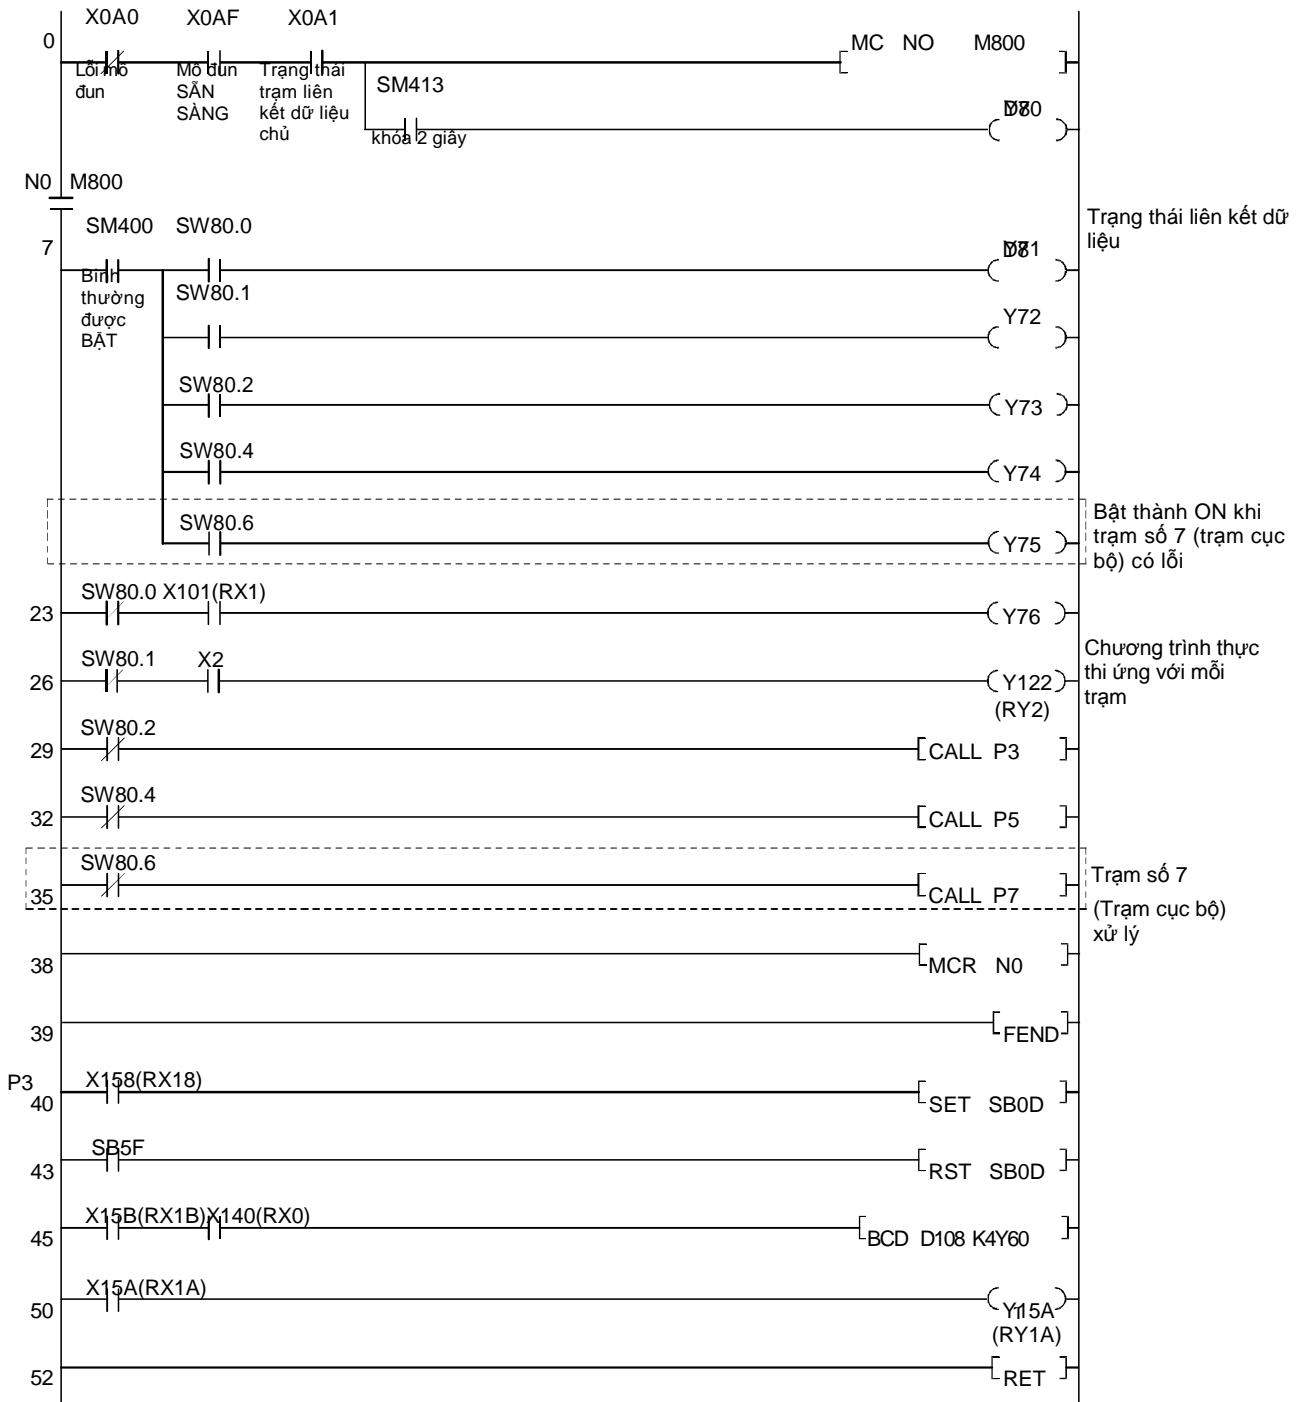 X0A0 X0AF X0A1
0
MC NO M800
Lỗi mô
đun
Mô đun
SẴN
SÀNG
Trạng thái
trạm liên
kết dữ liệu
chủ
SM413
khóa 2 giây
N0 M800
Trạng thái liên kết dữ
liệu
SM400 SW80.0
7
Bình
thường
được
BẬT
SW80.1
Y72
SW80.2
Y73
SW80.4
Y74
SW80.6
Y75
Bật thành ON khi
trạm số 7 (trạm cục
bộ) có lỗi
SW80.0 X101(RX1)
23
Y76
SW80.1 X2
26
Y122
(RY2)
Chương trình thực
thi ứng với mỗi
trạm
SW80.2
29
CALL P3
SW80.4
32
CALL P5
SW80.6
35
CALL P7
Trạm số 7
(Trạm cục bộ)
xử lý
38
MCR N0
39
FEND
P3
X158(RX18)
40
SET SB0D
SB5F
43
RST SB0D
X15B(RX1B) X140(RX0)
45
BCD D108 K4Y60
X15A(RX1A)
50
(RY1A)
52
RET